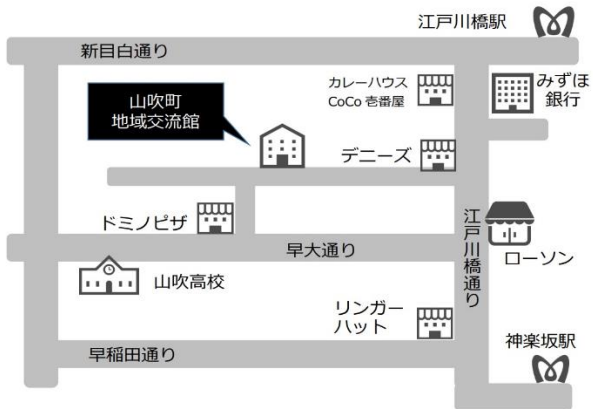 江戸川橋駅
新目白通り
カレーハウス
CoCo 壱番屋
みずほ
銀行
山吹町
地域交流館
デニーズ
ドミノピザ
江戸川橋通り
早大通り
ローソン
山吹高校
リンガー
ハット
神楽坂駅
早稲田通り